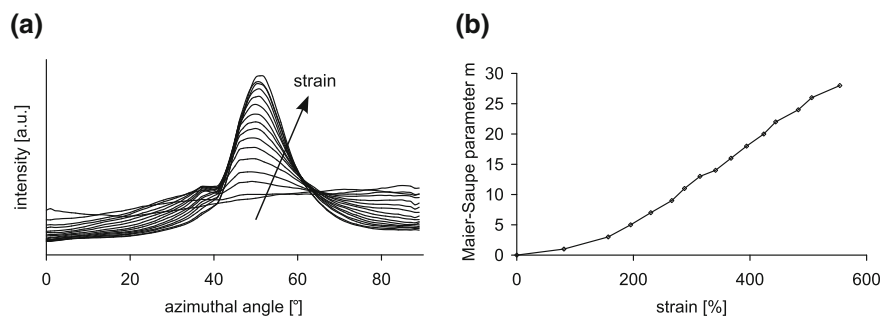 (a)
strain
intensity [a.u.]
0 20 40 60 80
azimuthal angle [°]
(b)
Maier-Saupe parameter m
30
25
20
15
10
5
0
0 200 400 600
strain [%]